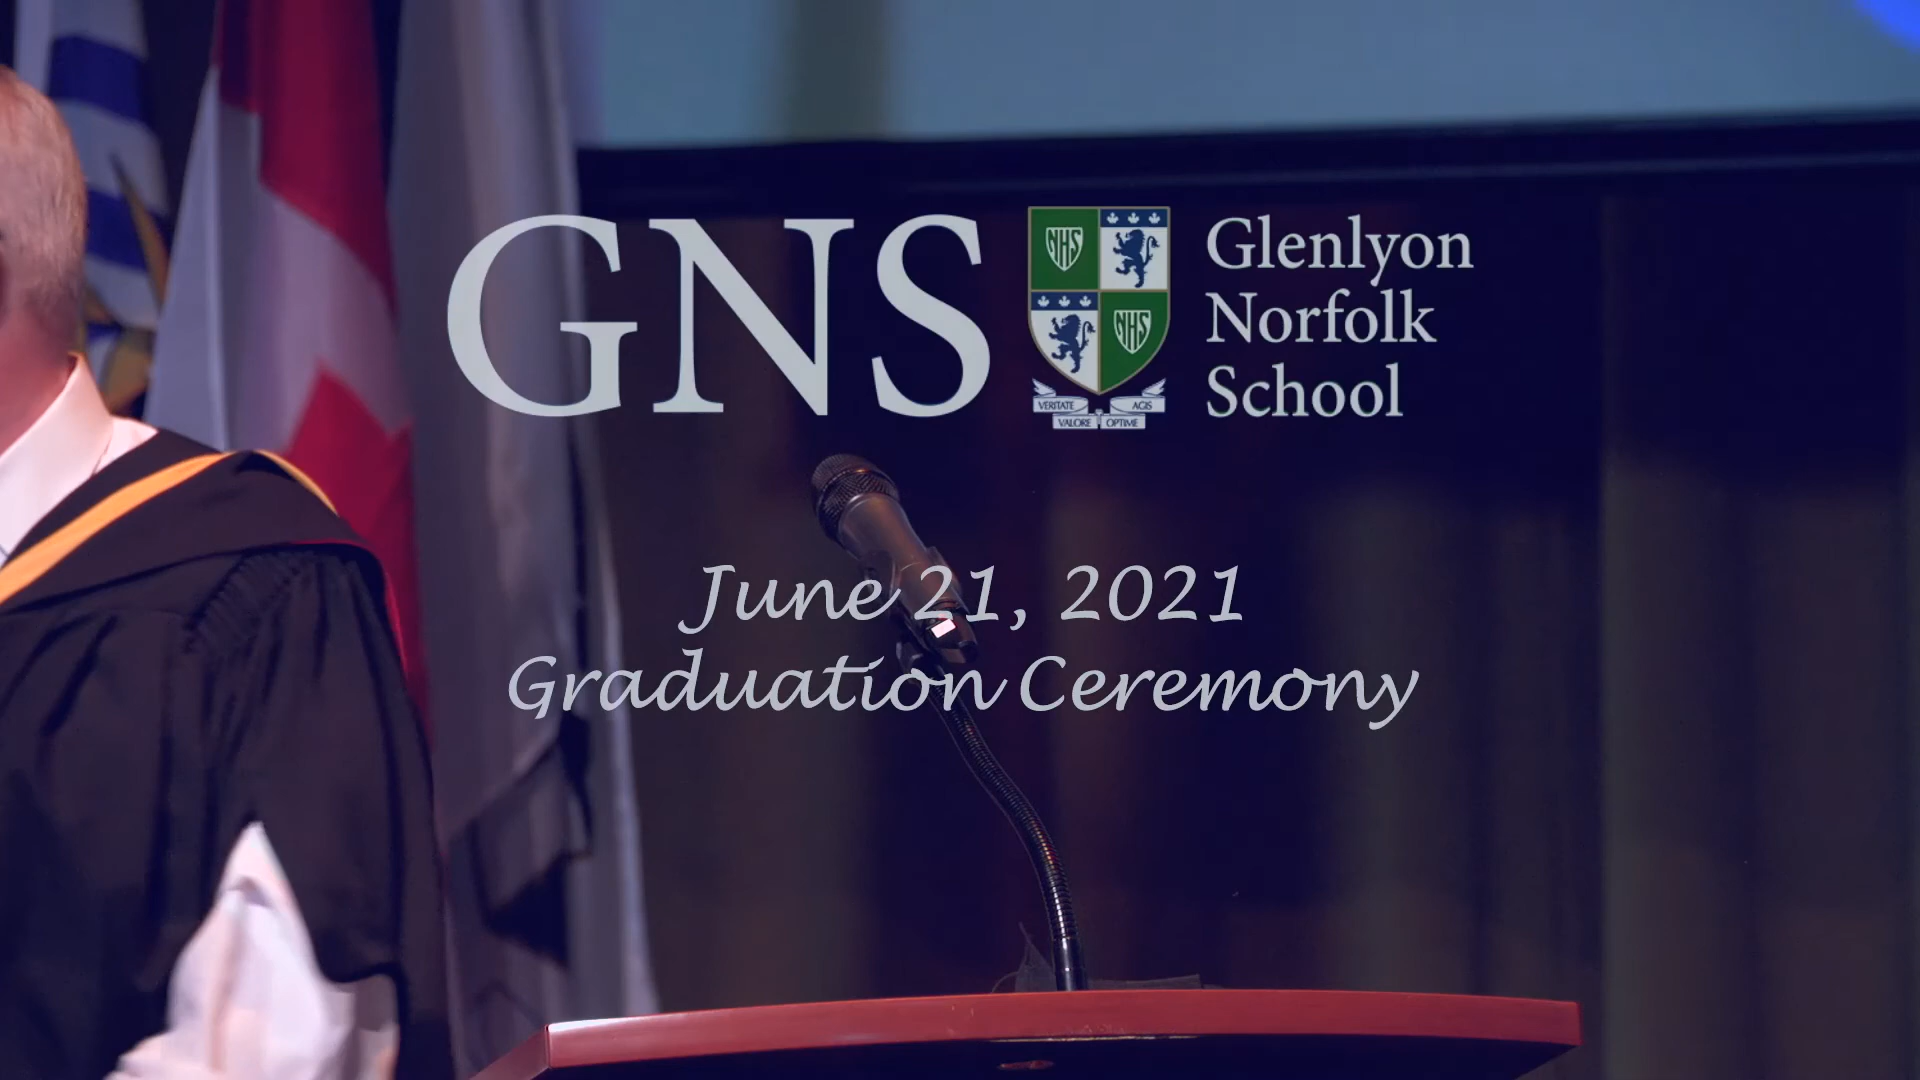 GNS
Glenlyon
Norfolk
School
NHS
NHS
VERITATE AGIS
VALORE OPTIME
June 21, 2021
Graduation Ceremony